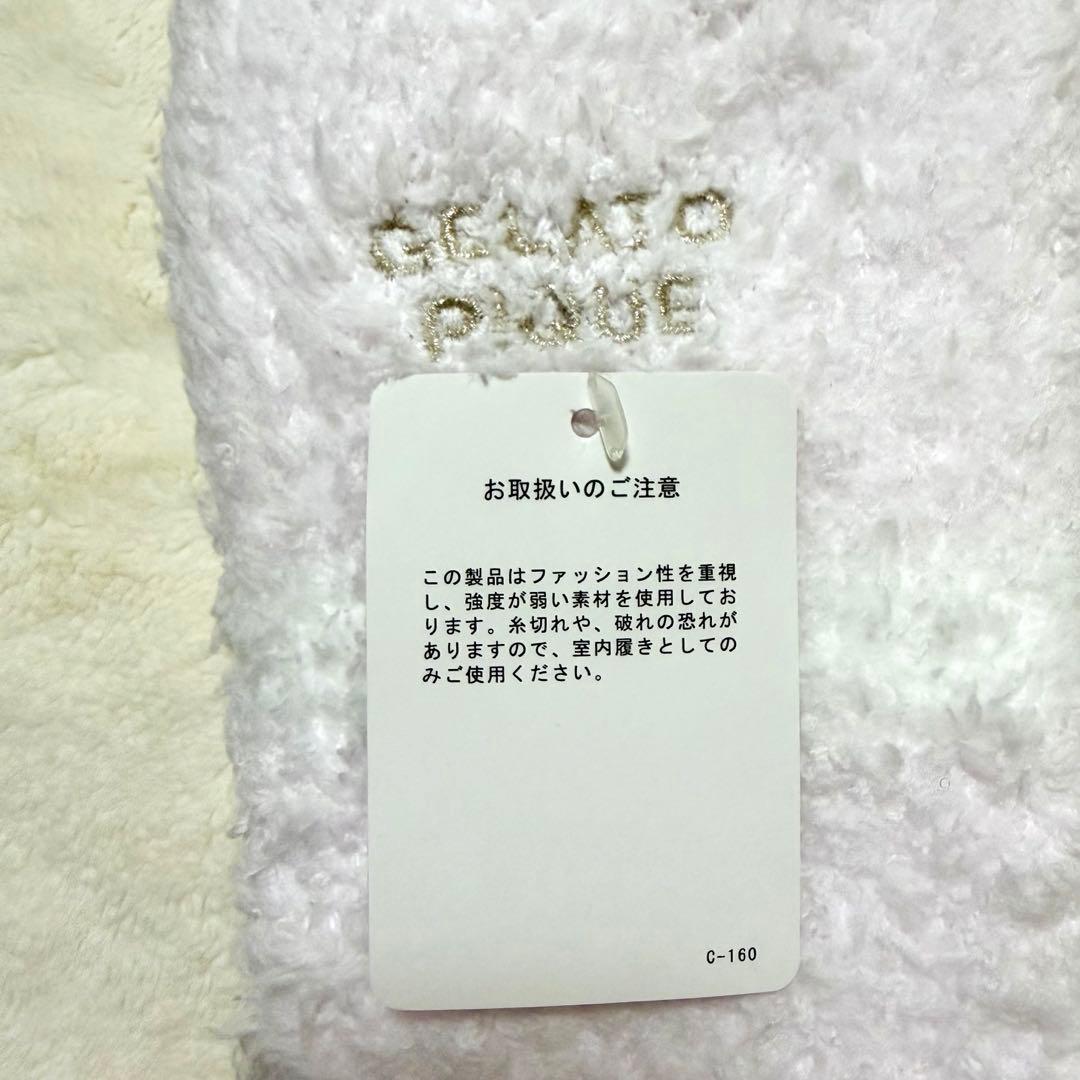 GELATO
PIQUE
お取扱いのご注意
この製品はファッション性を重視
し、強度が弱い素材を使用してお
ります。糸切れや、破れの恐れが
ありますので、室内履きとしての
みご使用ください。
C-160